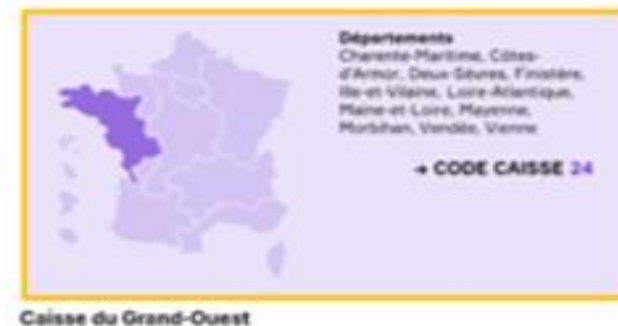 Départements
Charente-Maritime, Côtes-
d'Armor, Deux-Sèvres, Finistère,
Ille-et-Vilaine, Loire-Atlantique,
Maine-et-Loire, Mayenne,
Morbihan, Vendée, Vienne
→ CODE CAISSE 24
Caisse du Grand-Ouest